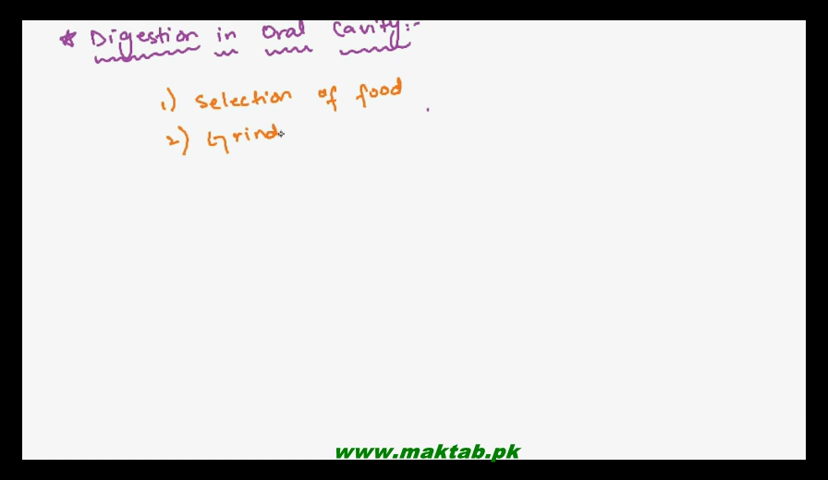 * Digestion in Oral Cavity:-
1) Selection of food
2) Grind
www.maktab.pk